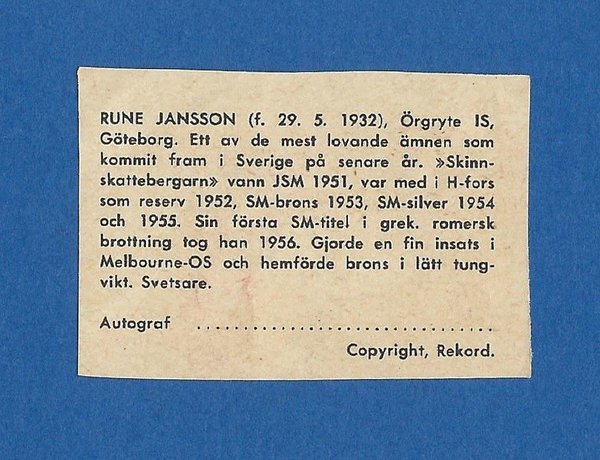 RUNE JANSSON (f. 29. 5. 1932), Örgryte IS,
Göteborg. Ett av de mest lovande ämnen som
kommit fram i Sverige på senare år. »Skinn-
skattebergarn» vann JSM 1951, var med i H-fors
som reserv 1952, SM-brons 1953, SM-silver 1954
och 1955. Sin första SM-titel i grek. romersk
brottning tog han 1956. Gjorde en fin insats i
Melbourne-OS och hemförde brons i lätt tung-
vikt. Svetsare.
Autograf ................................
Copyright, Rekord.